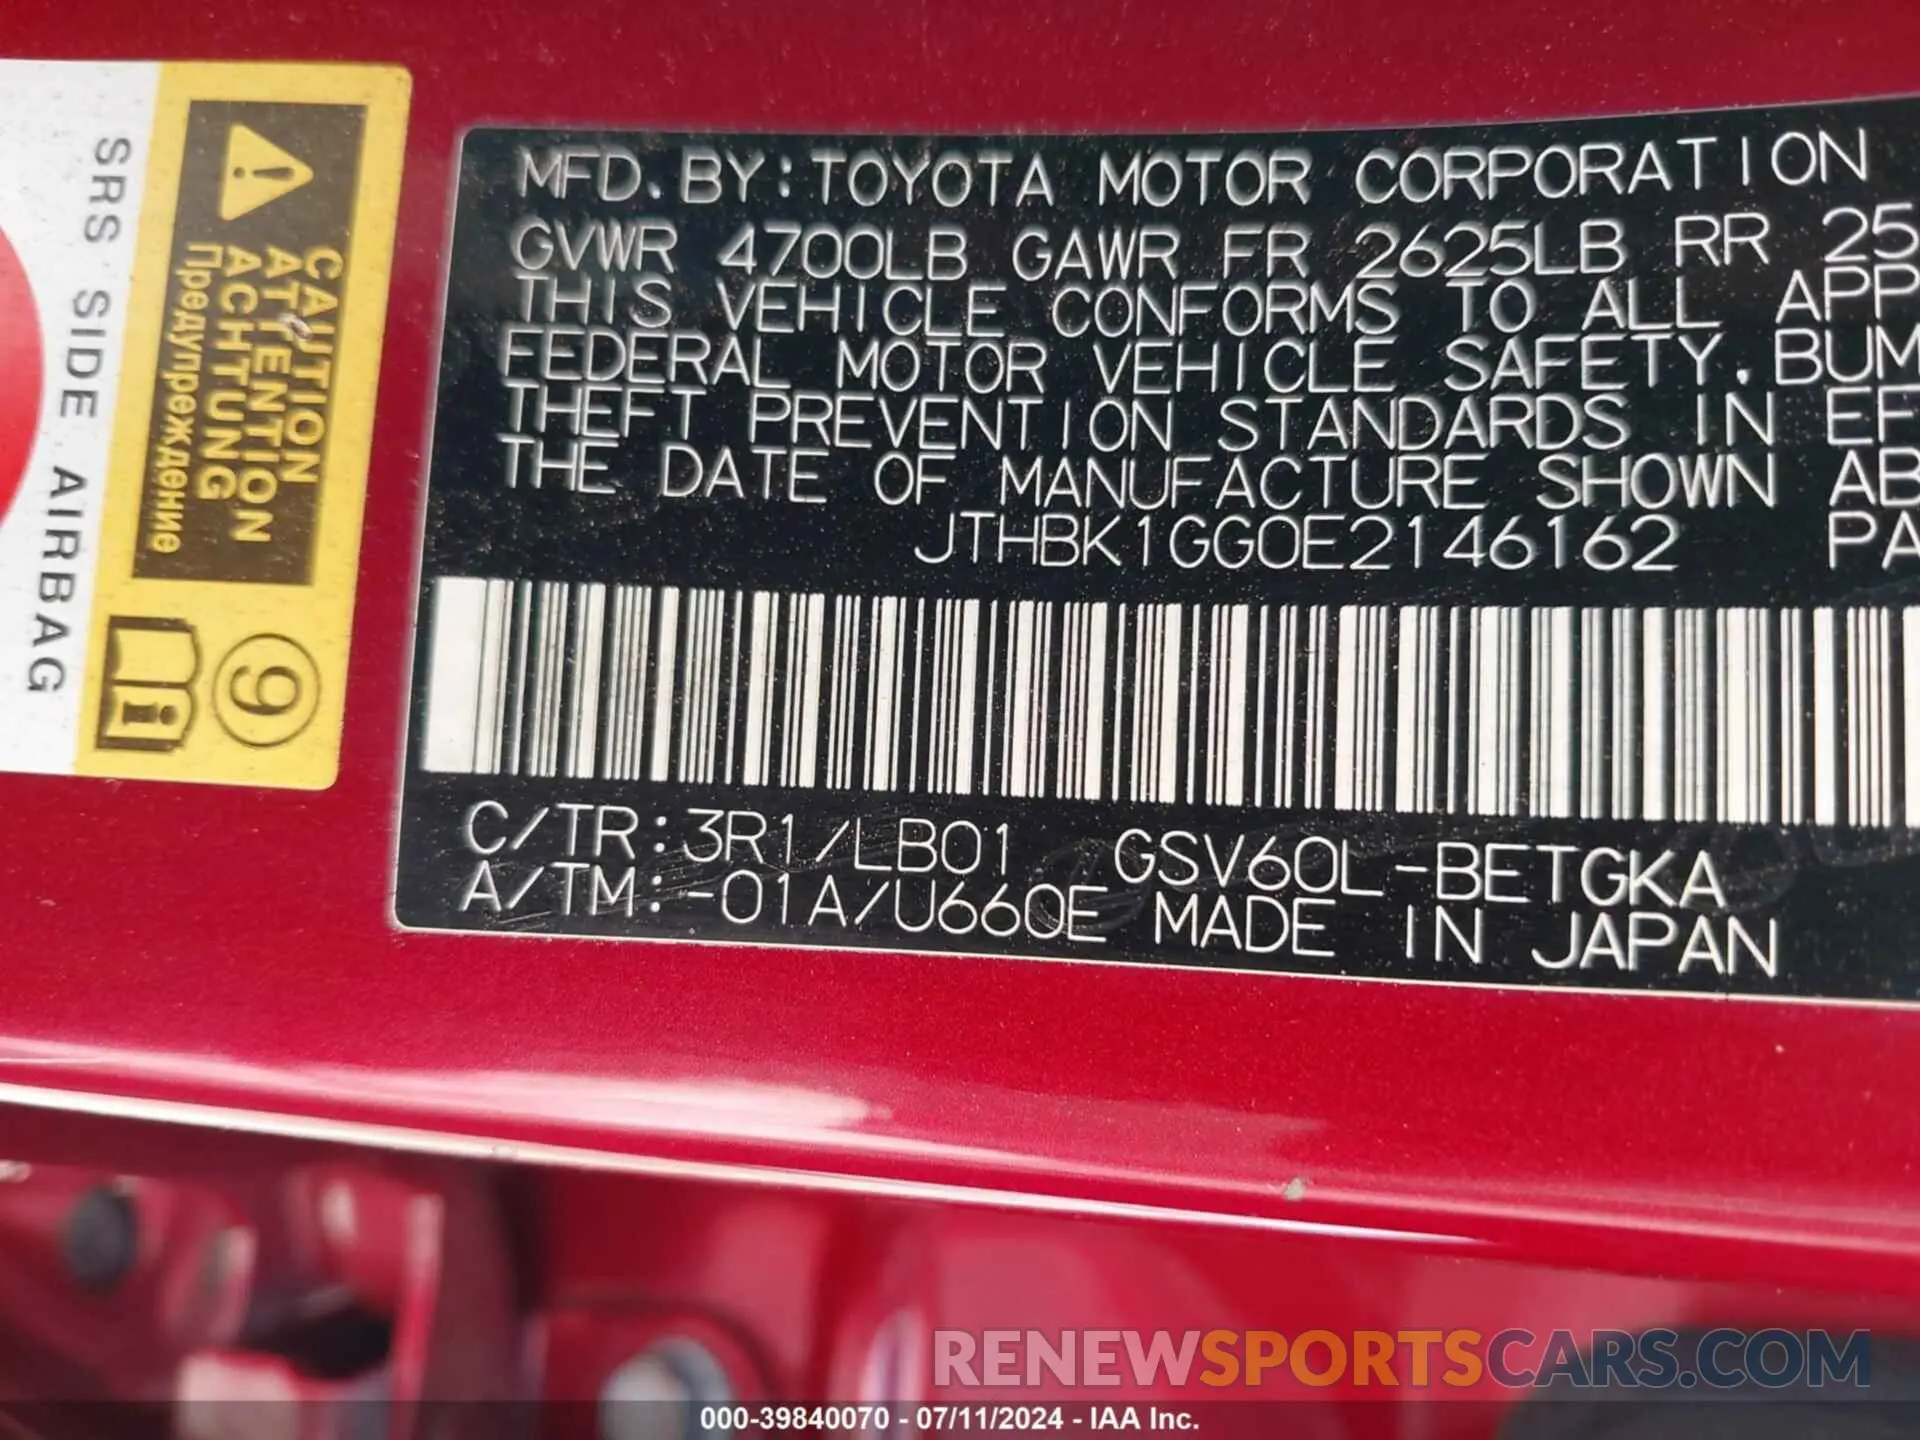 SRS SIDE AIRBAG
CAUTION
ATTENTION
ACHTUNG
Предупреждение
9
MFD. BY: TOYOTA MOTOR CORPORATION
GVWR 4700LB GAWR FR 2625LB RR 25
THIS VEHICLE CONFORMS TO ALL APP
FEDERAL MOTOR VEHICLE SAFETY, BUM
THEFT PREVENTION STANDARDS IN EF
THE DATE OF MANUFACTURE SHOWN AB
JTHBK1GG0E2146162 PA
C/TR: 3R1/LB01 GSV60L-BETGKA
A/TM: -01A/U660E MADE IN JAPAN
RENEWSPORTSCARS.COM
000-39840070 - 07/11/2024 - IAA Inc.